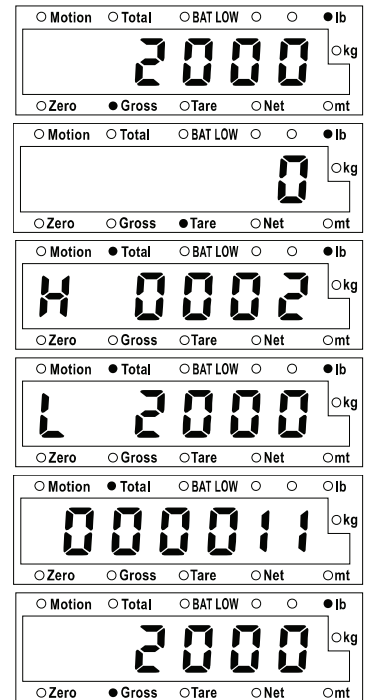 Motion Total BAT LOW lb
2000 kg
Zero Gross Tare Net mt
Motion Total BAT LOW lb
0 kg
Zero Gross Tare Net mt
Motion Total BAT LOW lb
H 0002 kg
Zero Gross Tare Net mt
Motion Total BAT LOW lb
L 2000 kg
Zero Gross Tare Net mt
Motion Total BAT LOW lb
000011 kg
Zero Gross Tare Net mt
Motion Total BAT LOW lb
2000 kg
Zero Gross Tare Net mt